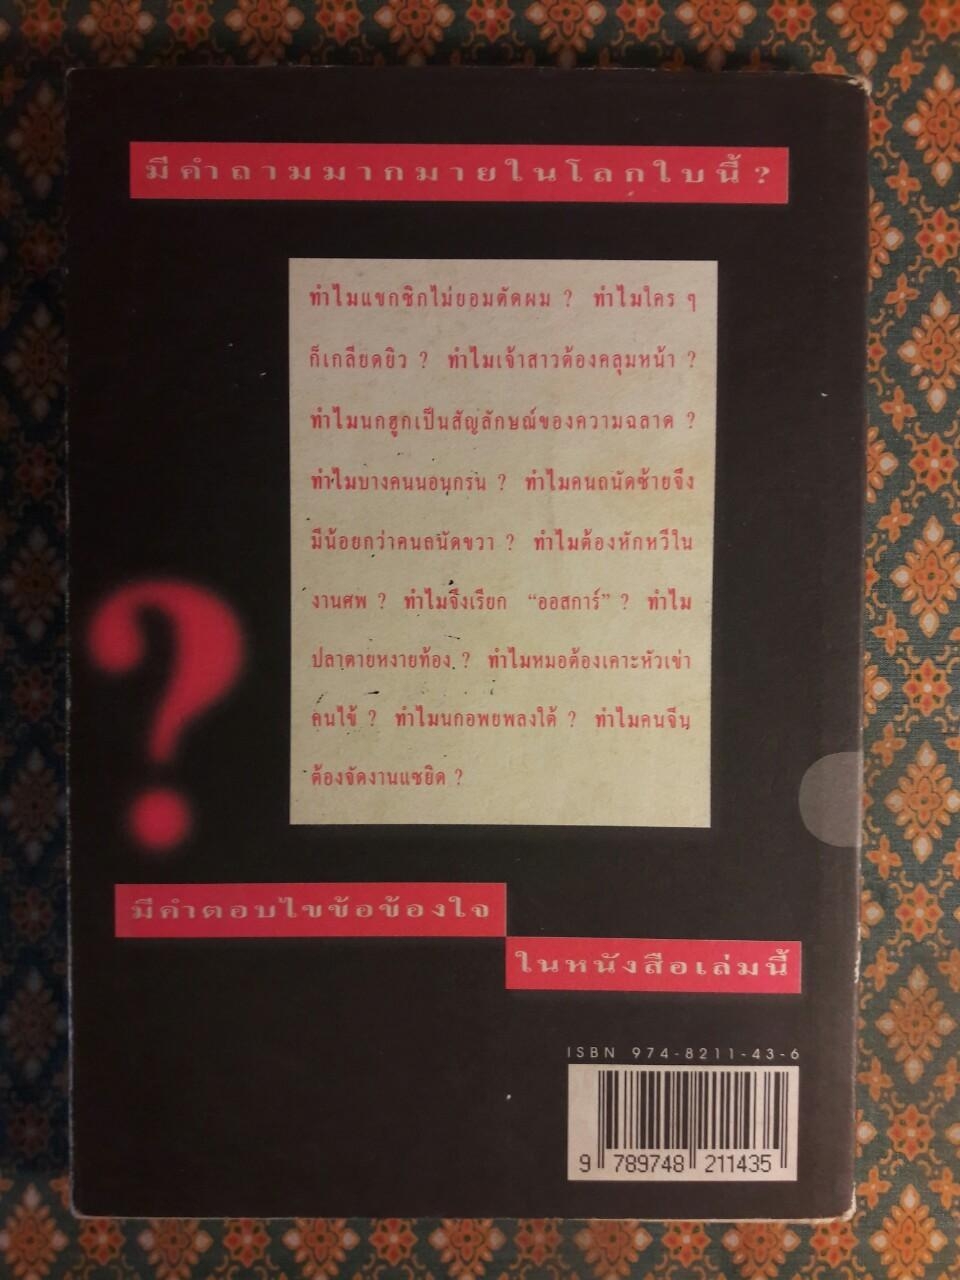 มีคำถามมากมายในโลกใบนี้ ?
ทำไมแขกซิกไม่ยอมตัดผม ? ทำไมใคร ๆ
ก็เกลียดยิว ? ทำไมเจ้าสาวต้องคลุมหน้า ?
ทำไมนกฮูกเป็นสัญลักษณ์ของความฉลาด ?
ทำไมบางคนนอนกรน ? ทำไมคนถนัดซ้ายจึง
มีน้อยกว่าคนถนัดขวา ? ทำไมต้องหักหวีใน
งานศพ ? ทำไมจึงเรียก “ออสการ์” ? ทำไม
ปลาตายหงายท้อง ? ทำไมหมอต้องเคาะหัวเข่า
คนไข้ ? ทำไมนกอพยพลงใต้ ? ทำไมคนจีน
ต้องจัดงานแซยิด ?
?
มีคำตอบไขข้อข้องใจ
ในหนังสือเล่มนี้
ISBN 974-8211-43-6
9 789748 211435